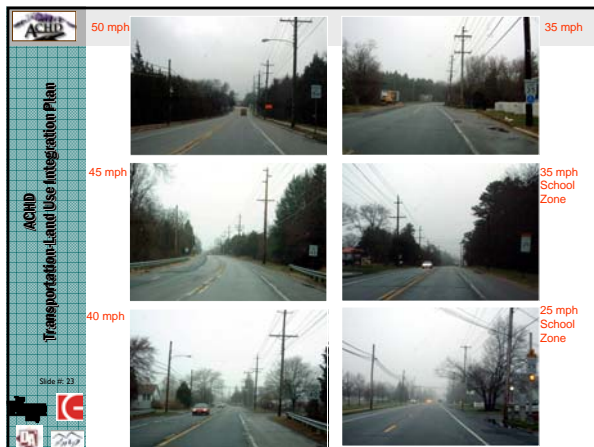 ACHD
50 mph
35 mph
ACHD
Transportation-Land Use Integration Plan
45 mph
35 mph
School
Zone
40 mph
25 mph
School
Zone
Slide #: 23